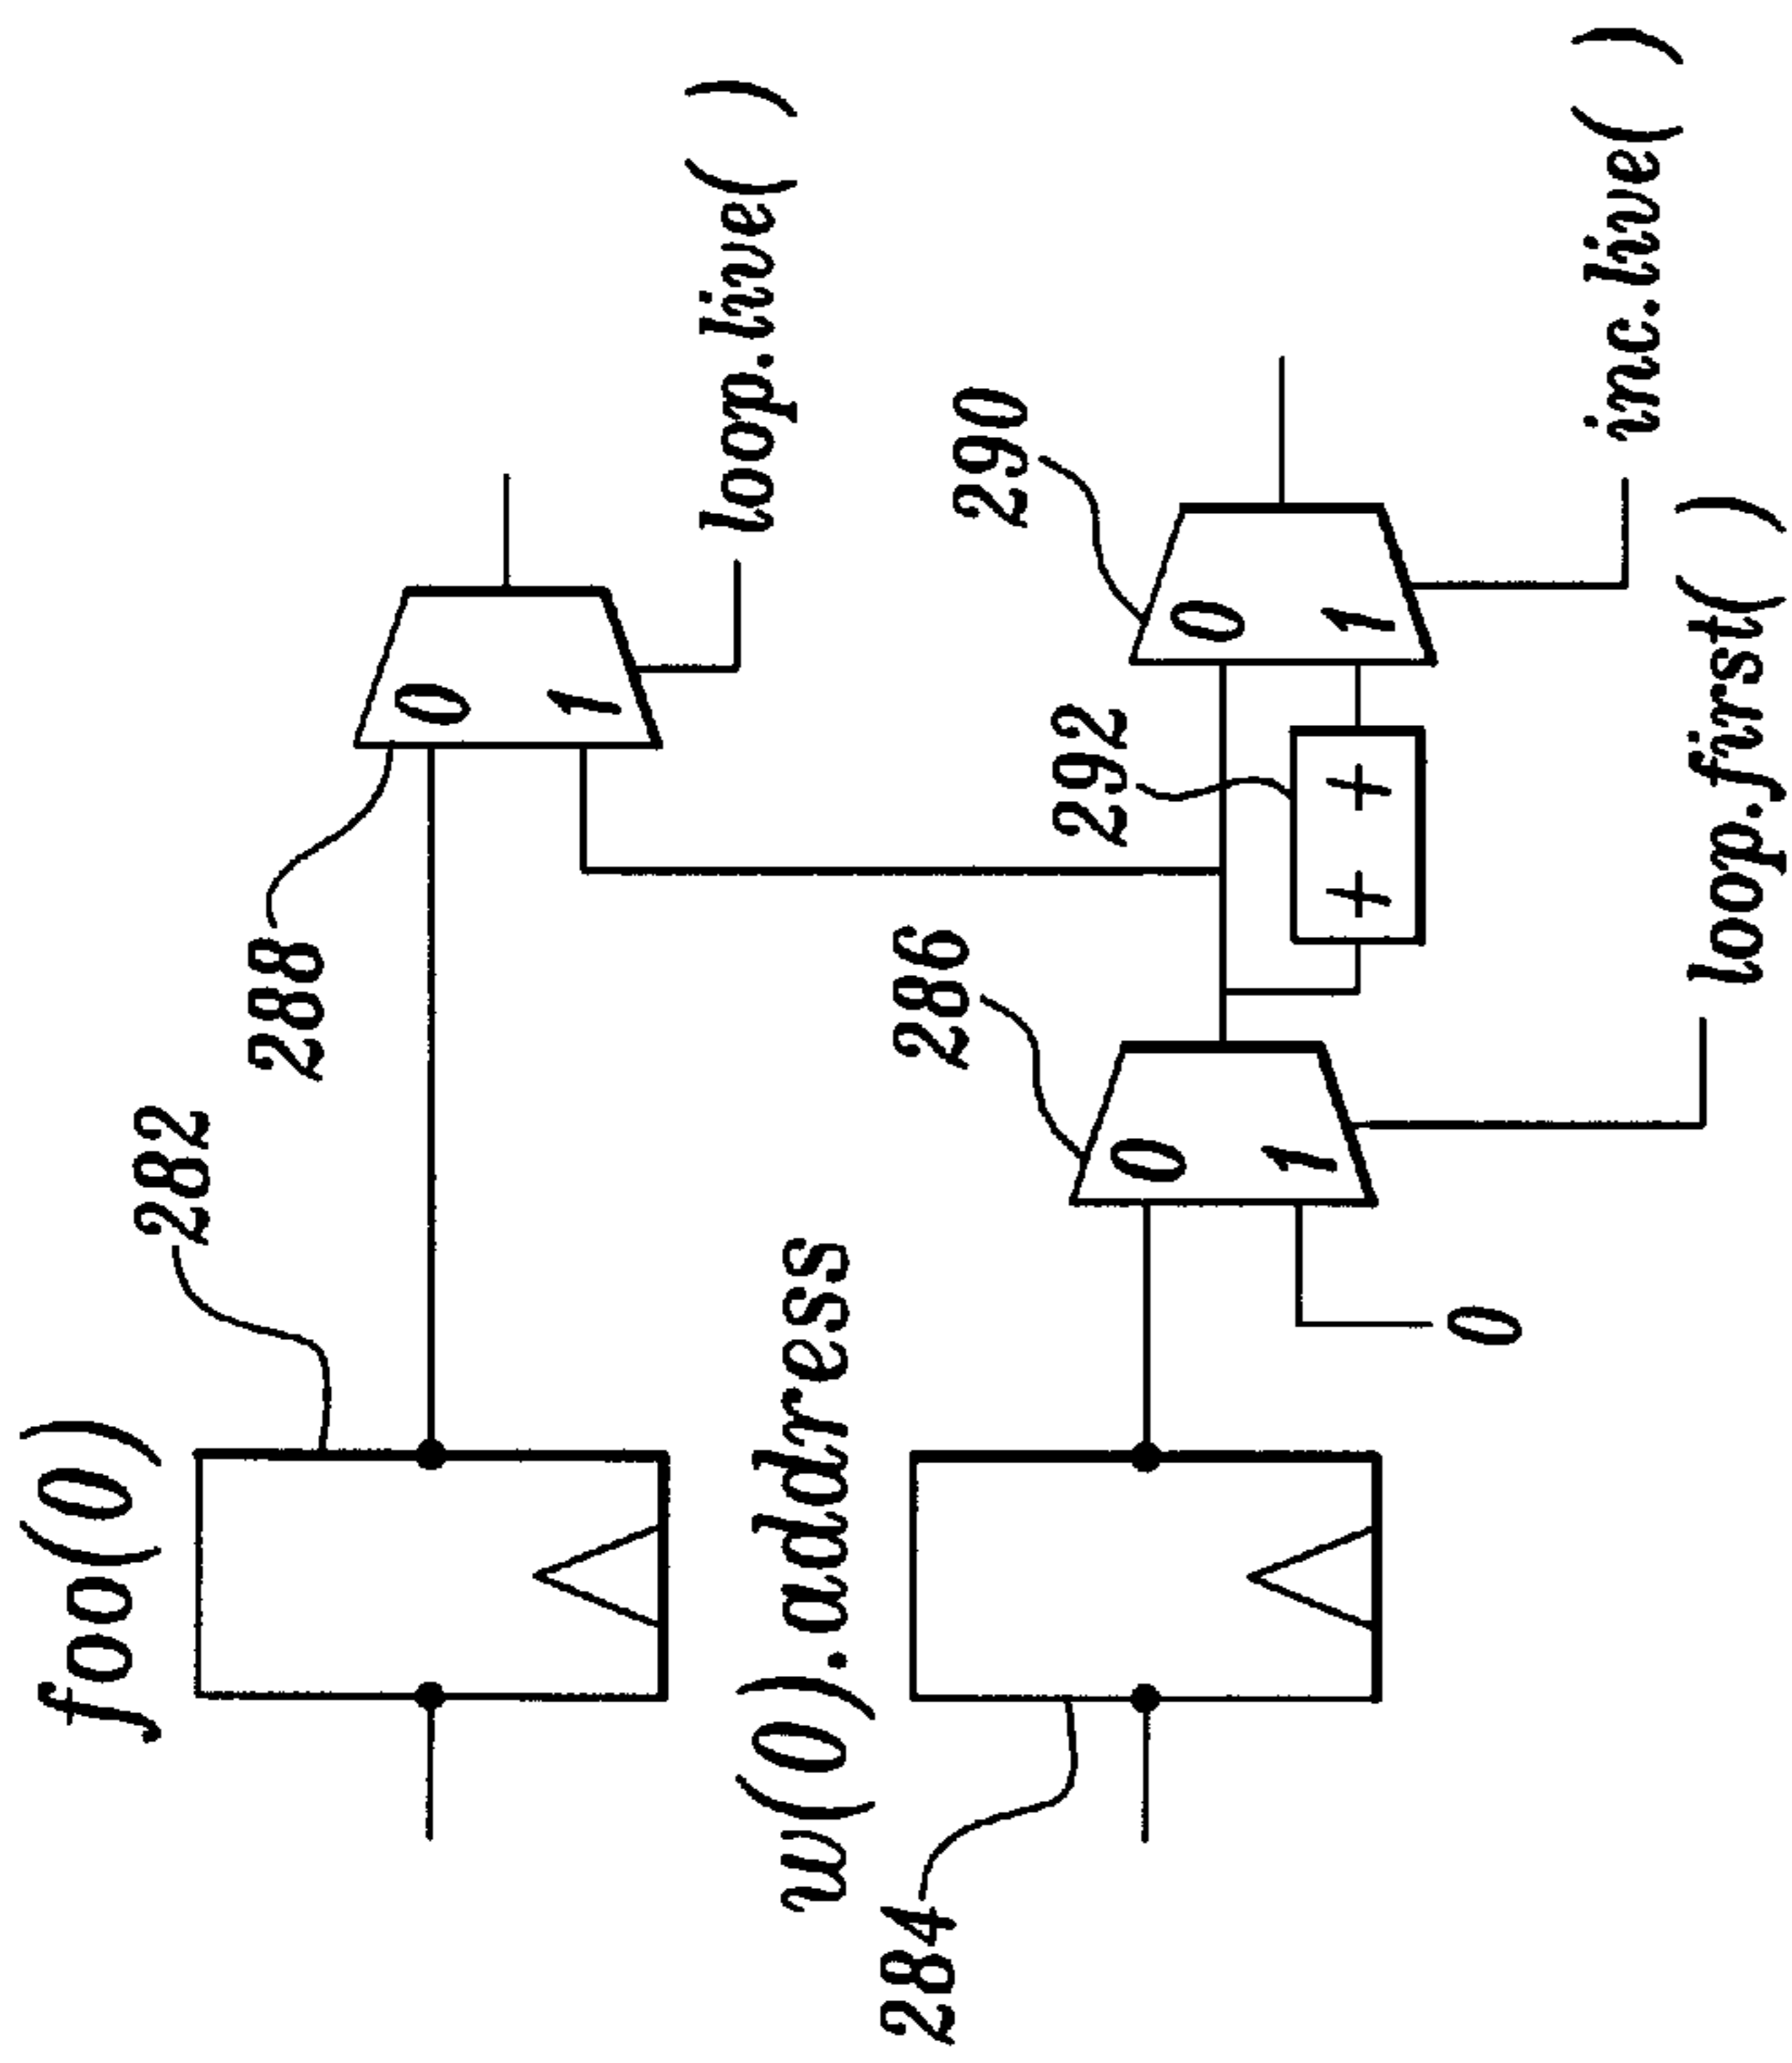 foo(0)
282
288
0
1
loop.live( )
w(0).address
284
286
0
1
0
292
++
290
0
1
inc.live( )
loop.first( )